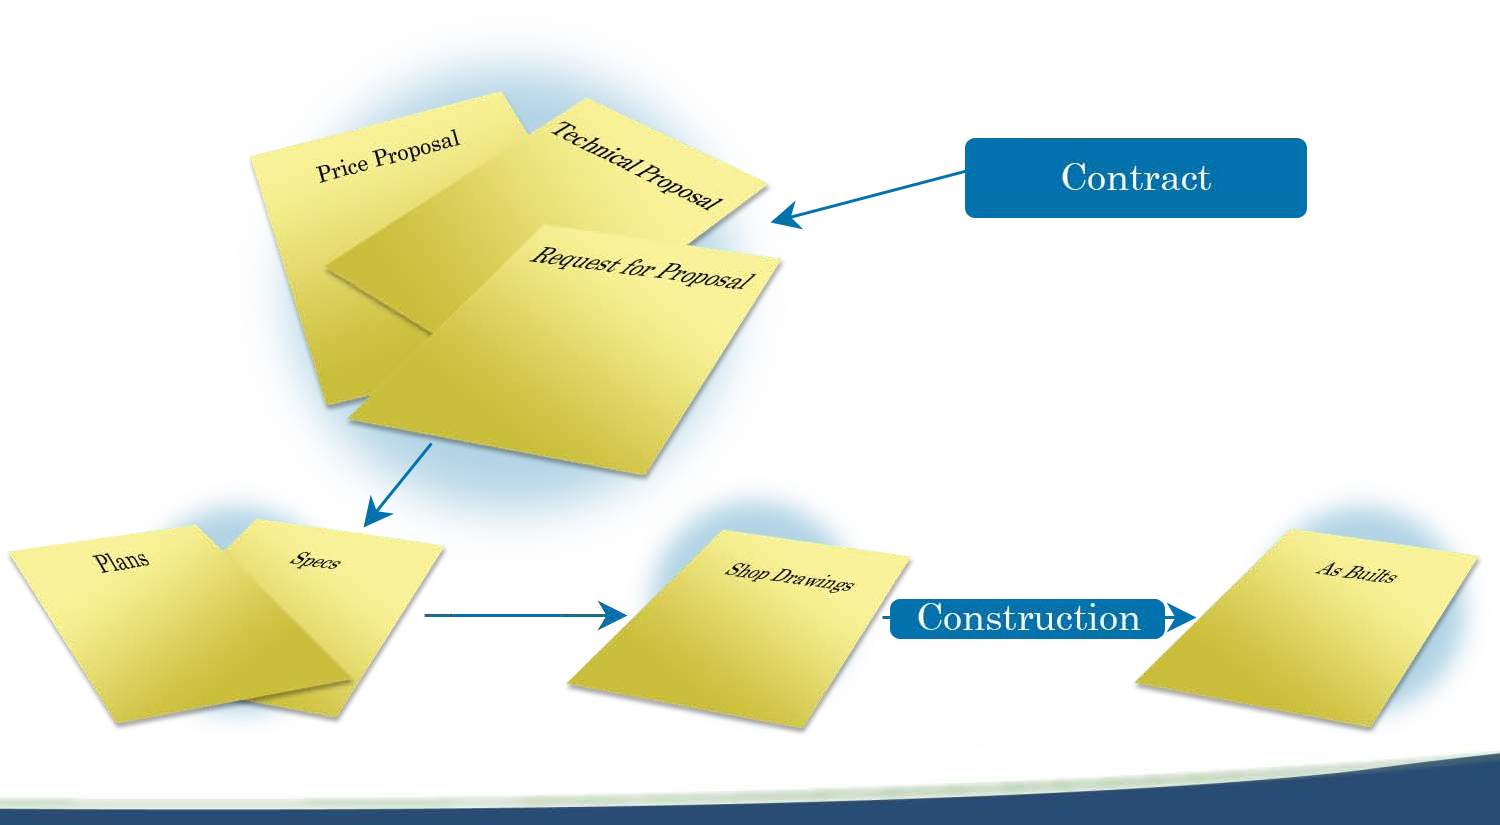 Price Proposal
Technical Proposal
Contract
Request for Proposal
Plans
Specs
Shop Drawings
Construction
As Builts